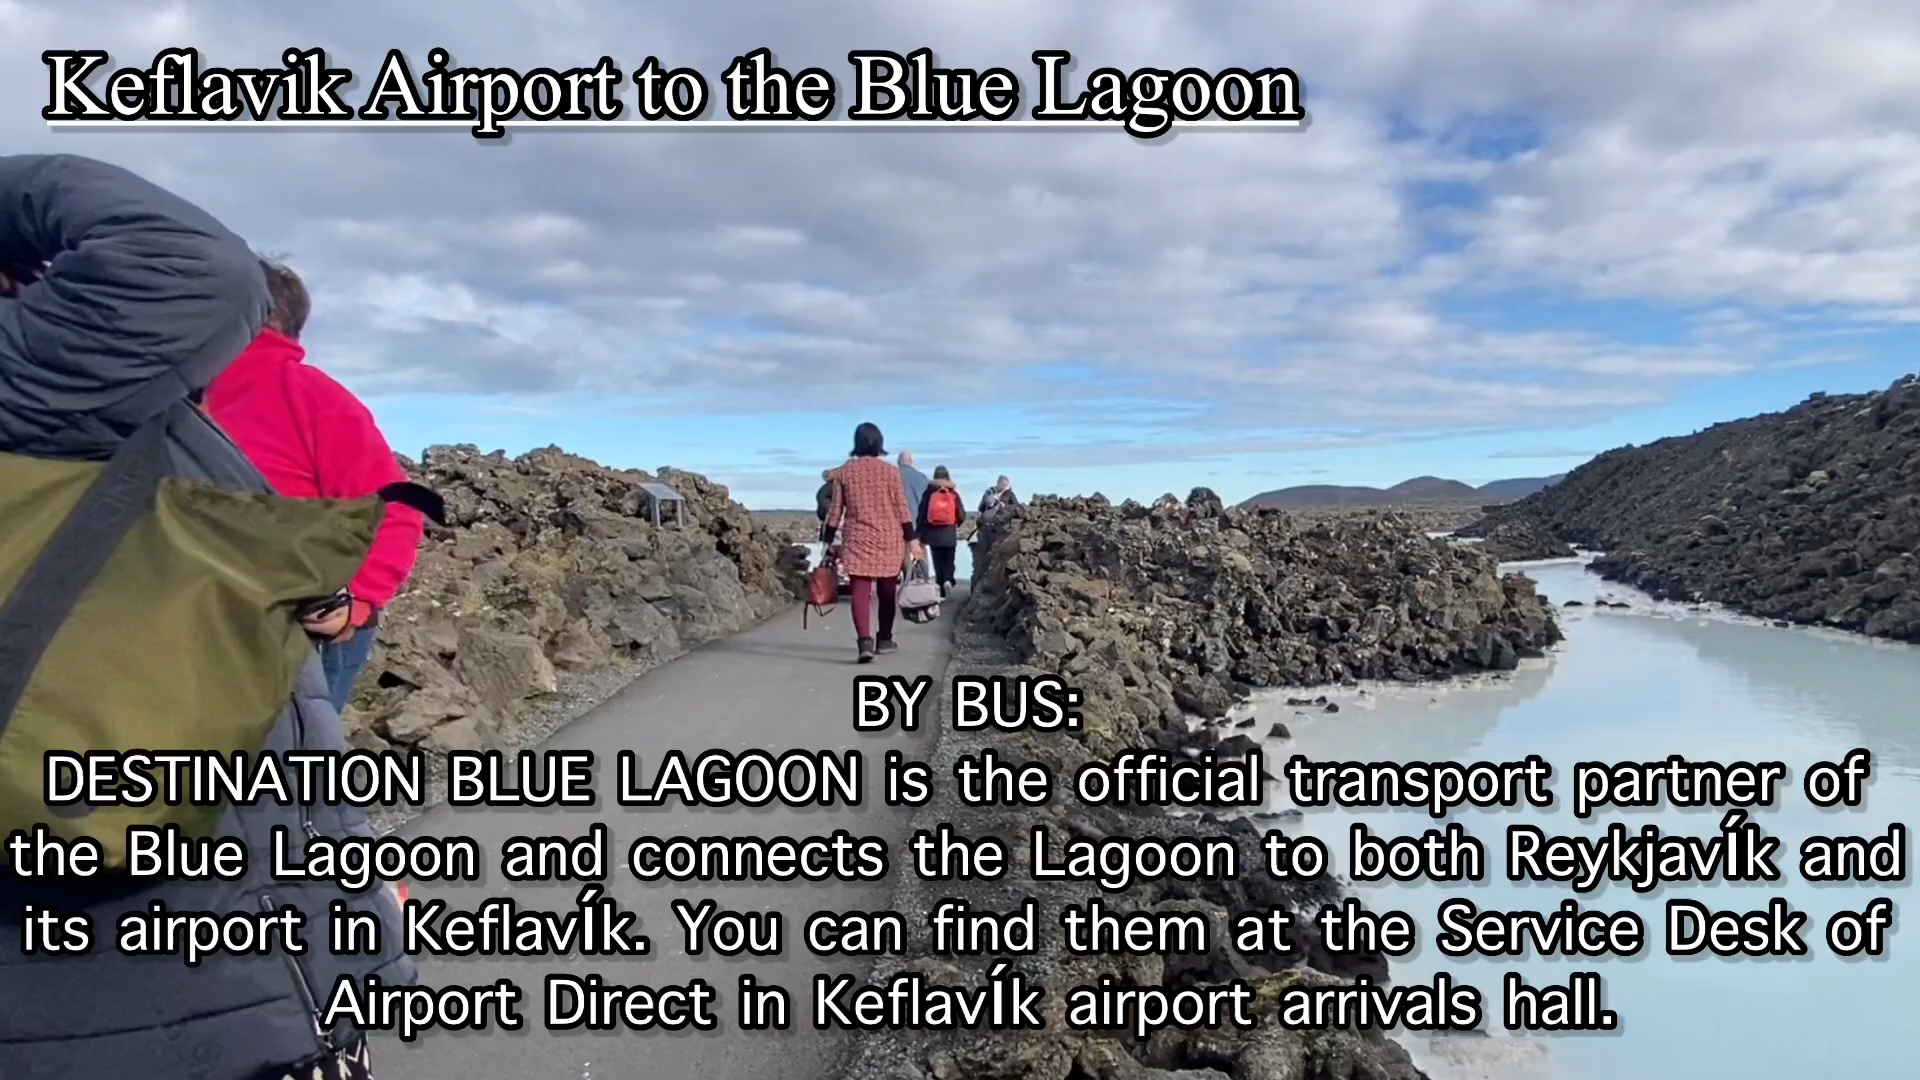 Keflavik Airport to the Blue Lagoon
BY BUS:
DESTINATION BLUE LAGOON is the official transport partner of
the Blue Lagoon and connects the Lagoon to both ReykjavÍk and
its airport in KeflavÍk. You can find them at the Service Desk of
Airport Direct in KeflavÍk airport arrivals hall.